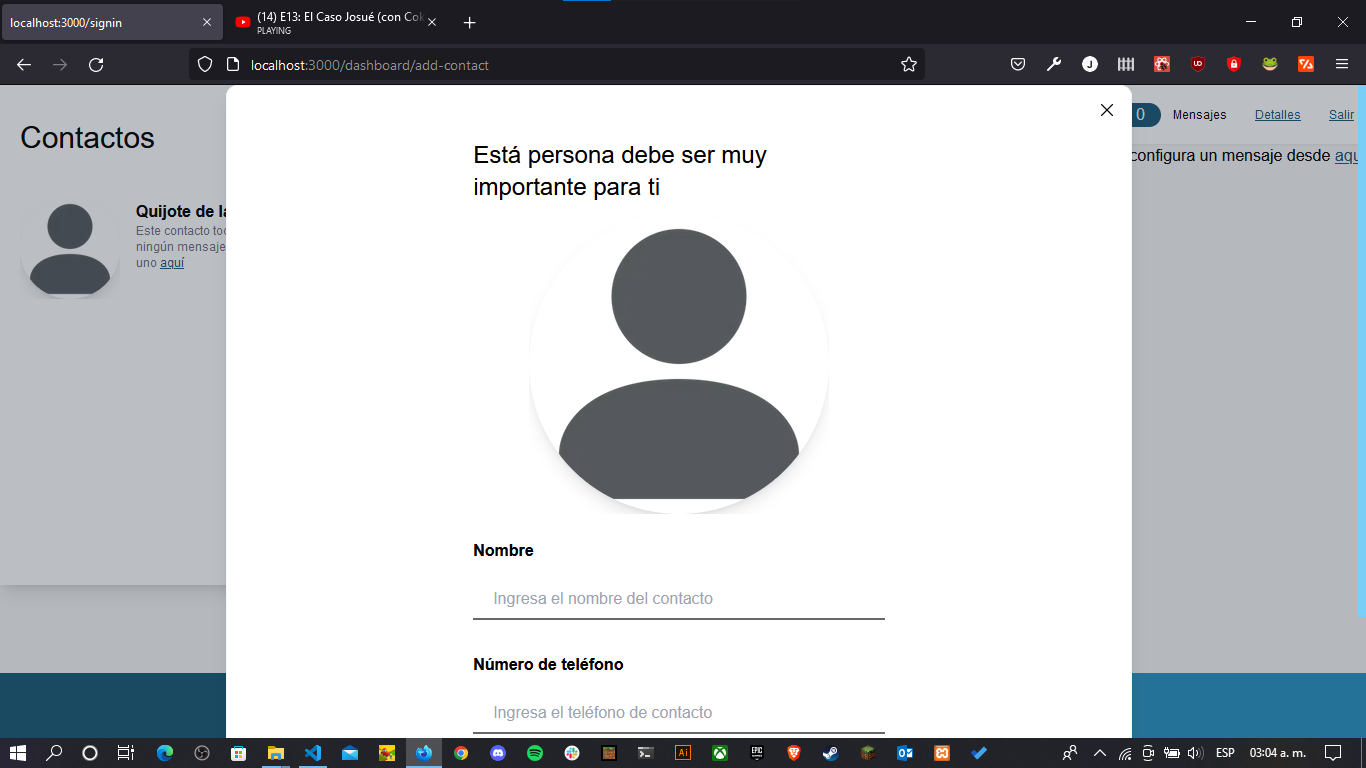 localhost:3000/signin
(14) E13: El Caso Josué (con Col
PLAYING
localhost:3000/dashboard/add-contact
Contactos
0 Mensajes Detalles Salir
configura un mensaje desde aqu
Quijote de la
Este contacto to
ningún mensaje
uno aquí
Está persona debe ser muy
importante para ti
Nombre
Ingresa el nombre del contacto
Número de teléfono
Ingresa el teléfono de contacto
ESP 03:04 a. m.